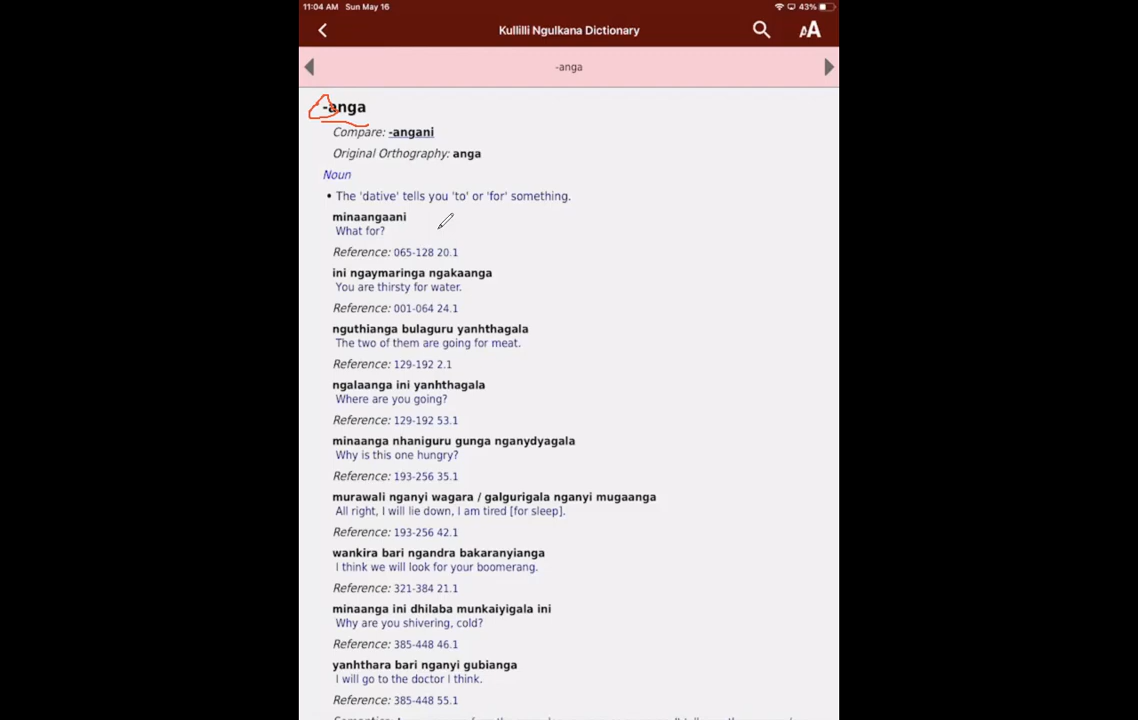 11:04 AM Sun May 16
43%
Kullilli Ngulkana Dictionary
AA
-anga
-anga
Compare: -angani
Original Orthography: anga
Noun
• The 'dative' tells you 'to' or 'for' something.
minaangaani
What for?
Reference: 065-128 20.1
ini ngaymaringa ngakaanga
You are thirsty for water.
Reference: 001-064 24.1
nguthianga bulaguru yanhthagala
The two of them are going for meat.
Reference: 129-192 2.1
ngalaanga ini yanhthagala
Where are you going?
Reference: 129-192 53.1
minaanga nhaniguru gunga nganydyagala
Why is this one hungry?
Reference: 193-256 35.1
murawali nganyi wagara / galgurigala nganyi mugaanga
All right, I will lie down, I am tired [for sleep].
Reference: 193-256 42.1
wankira bari ngandra bakaranyianga
I think we will look for your boomerang.
Reference: 321-384 21.1
minaanga ini dhilaba munkaiyigala ini
Why are you shivering, cold?
Reference: 385-448 46.1
yanhthara bari nganyi gubianga
I will go to the doctor I think.
Reference: 385-448 55.1